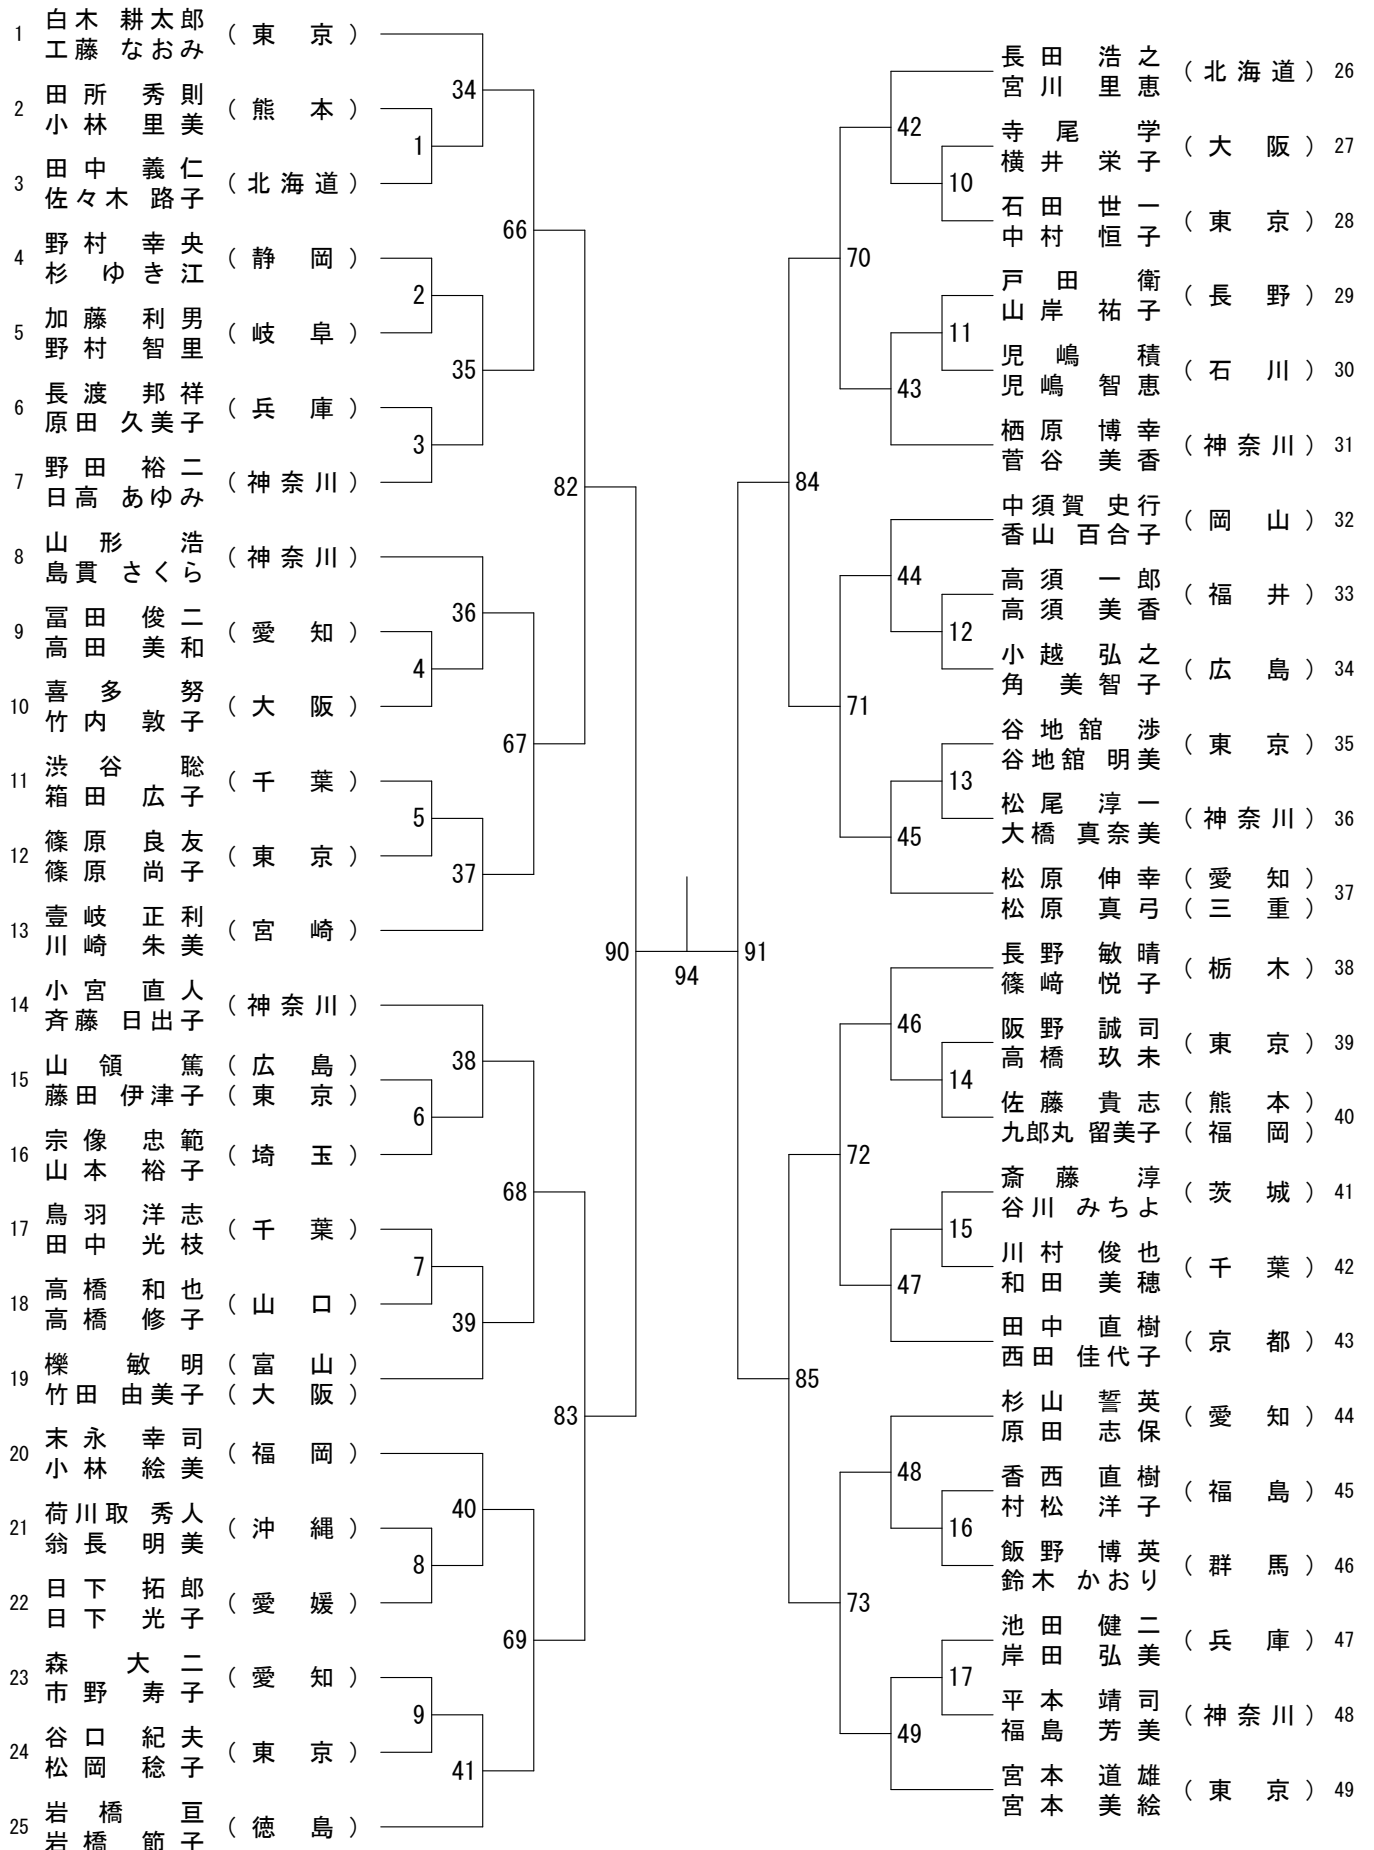 1 白木 耕太郎 (東 京)
工藤 なおみ
2 田所 秀則 (熊 本)
小林 里美
3 田中 義仁 (北海道)
佐々木 路子
4 野村 幸央 (静 岡)
杉 ゆき江
5 加藤 利男 (岐 阜)
野村 智里
6 長渡 邦祥 (兵 庫)
原田 久美子
7 野田 裕二 (神奈川)
日高 あゆみ
8 山形 浩 (神奈川)
島貫 さくら
9 冨田 俊二 (愛 知)
高田 美和
10 喜多 努 (大 阪)
竹内 敦子
11 渋谷 聡 (千 葉)
箱田 広子
12 篠原 良友 (東 京)
篠原 尚子
13 壹岐 正利 (宮 崎)
川崎 朱美
14 小宮 直人 (神奈川)
斉藤 日出子
15 山領 篤 (広 島)
藤田 伊津子 (東 京)
16 宗像 忠範 (埼 玉)
山本 裕子
17 鳥羽 洋志 (千 葉)
田中 光枝
18 高橋 和也 (山 口)
高橋 修子
19 櫟 敏明 (富 山)
竹田 由美子 (大 阪)
20 末永 幸司 (福 岡)
小林 絵美
21 荷川取 秀人 (沖 縄)
翁長 明美
22 日下 拓郎 (愛 媛)
日下 光子
23 森 大二 (愛 知)
市野 寿子
24 谷口 紀夫 (東 京)
松岡 稔子
25 岩橋 亘 (徳 島)
岩橋 節子
1
2
3
4
5
6
7
8
9
34
35
36
37
38
39
40
41
66
67
68
69
82
83
90
94
91
84
85
70
71
72
73
42
43
44
45
46
47
48
49
10
11
12
13
14
15
16
17
長田 浩之 (北海道) 26
宮川 里恵
寺尾 学 (大 阪) 27
横井 栄子
石田 世一 (東 京) 28
中村 恒子
戸田 衛 (長 野) 29
山岸 祐子
児嶋 積 (石 川) 30
児嶋 智恵
栖原 博幸 (神奈川) 31
菅谷 美香
中須賀 史行 (岡 山) 32
香山 百合子
高須 一郎 (福 井) 33
高須 美香
小越 弘之 (広 島) 34
角 美智子
谷地舘 渉 (東 京) 35
谷地舘 明美
松尾 淳一 (神奈川) 36
大橋 真奈美
松原 伸幸 (愛 知) 37
松原 真弓 (三 重)
長野 敏晴 (栃 木) 38
篠﨑 悦子
阪野 誠司 (東 京) 39
高橋 玖未
佐藤 貴志 (熊 本) 40
九郎丸 留美子 (福 岡)
斎藤 淳 (茨 城) 41
谷川 みちよ
川村 俊也 (千 葉) 42
和田 美穂
田中 直樹 (京 都) 43
西田 佳代子
杉山 誓英 (愛 知) 44
原田 志保
香西 直樹 (福 島) 45
村松 洋子
飯野 博英 (群 馬) 46
鈴木 かおり
池田 健二 (兵 庫) 47
岸田 弘美
平本 靖司 (神奈川) 48
福島 芳美
宮本 道雄 (東 京) 49
宮本 美絵